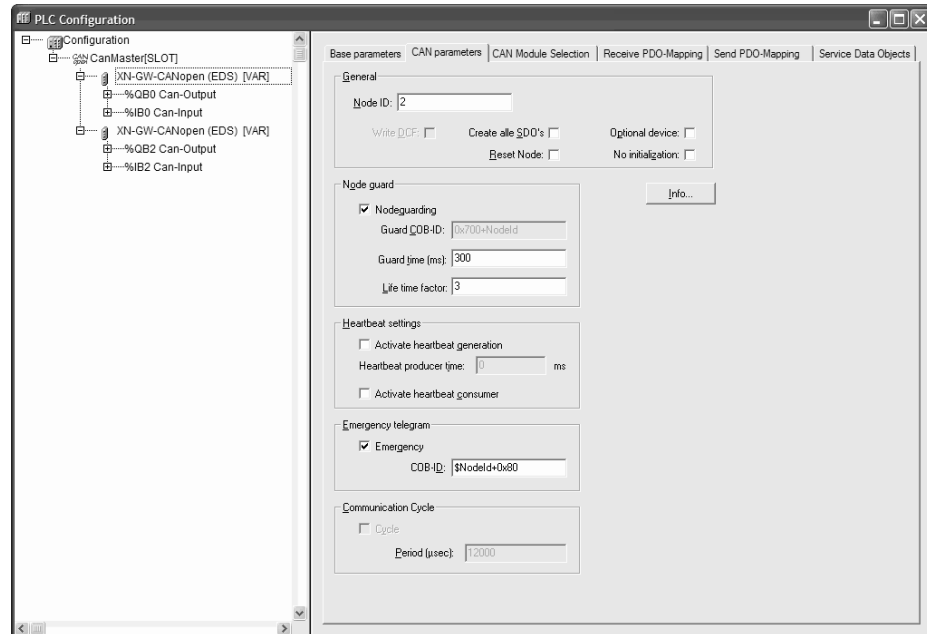 PLC Configuration
Configuration
CAN open CanMaster[SLOT]
XN-GW-CANopen (EDS) [VAR]
%QB0 Can-Output
%IB0 Can-Input
XN-GW-CANopen (EDS) [VAR]
%QB2 Can-Output
%IB2 Can-Input
Base parameters CAN parameters CAN Module Selection Receive PDO-Mapping Send PDO-Mapping Service Data Objects
General
Node ID: 2
Write DCF: Create alle SDO's Optional device:
Reset Node: No initialization:
Node guard
Info...
Nodeguarding
Guard COB-ID: 0x700+NodeId
Guard time (ms): 300
Life time factor: 3
Heartbeat settings
Activate heartbeat generation
Heartbeat producer time: 0 ms
Activate heartbeat consumer
Emergency telegram
Emergency
COB-ID: $NodeId+0x80
Communication Cycle
Cycle
Period (µsec): 12000